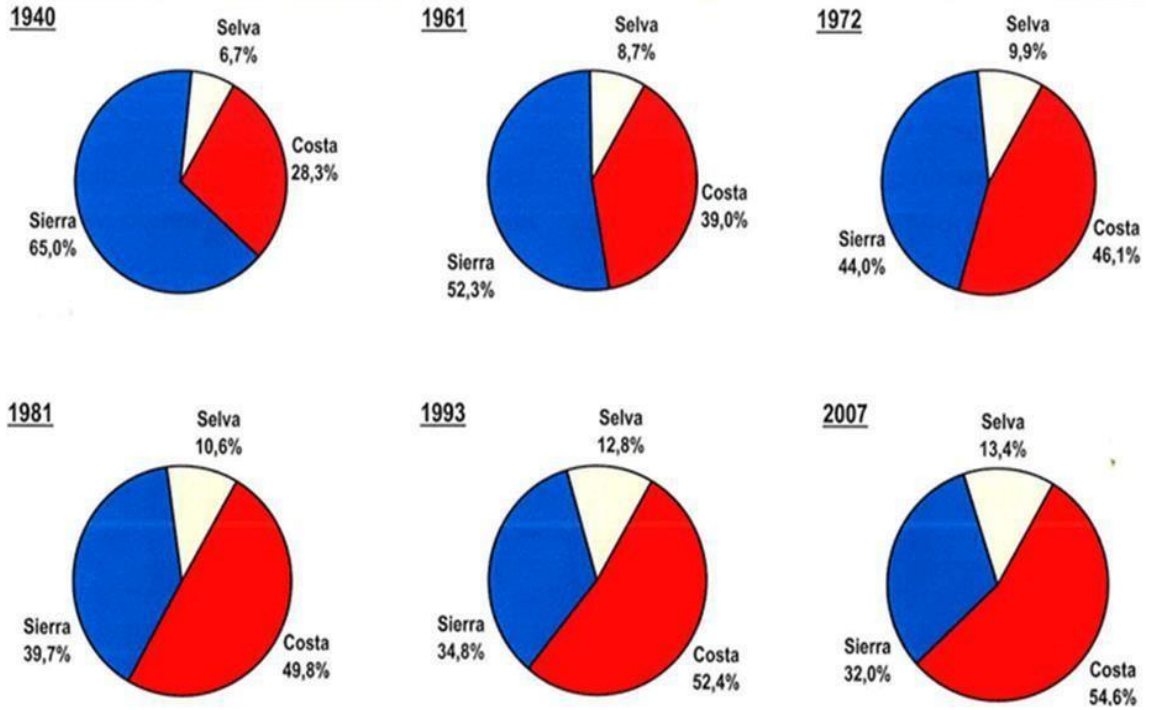 1940
Selva
6,7%
Costa
28,3%
Sierra
65,0%
1961
Selva
8,7%
Costa
39,0%
Sierra
52,3%
1972
Selva
9,9%
Costa
46,1%
Sierra
44,0%
1981
Selva
10,6%
Sierra
39,7%
Costa
49,8%
1993
Selva
12,8%
Sierra
34,8%
Costa
52,4%
2007
Selva
13,4%
Sierra
32,0%
Costa
54,6%